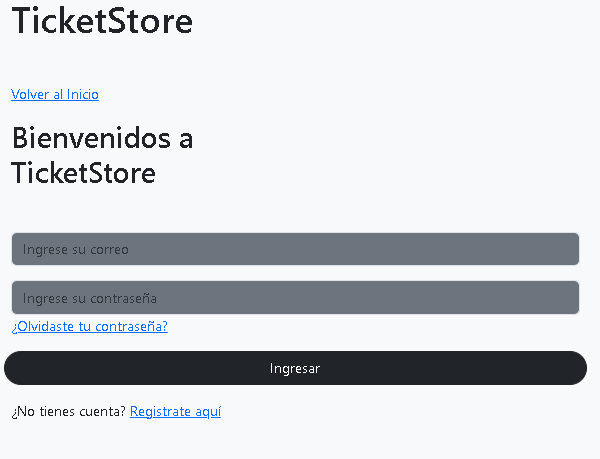 TicketStore
Volver al Inicio
Bienvenidos a
TicketStore
Ingrese su correo
Ingrese su contraseña
¿Olvidaste tu contraseña?
Ingresar
¿No tienes cuenta? Registrate aquí